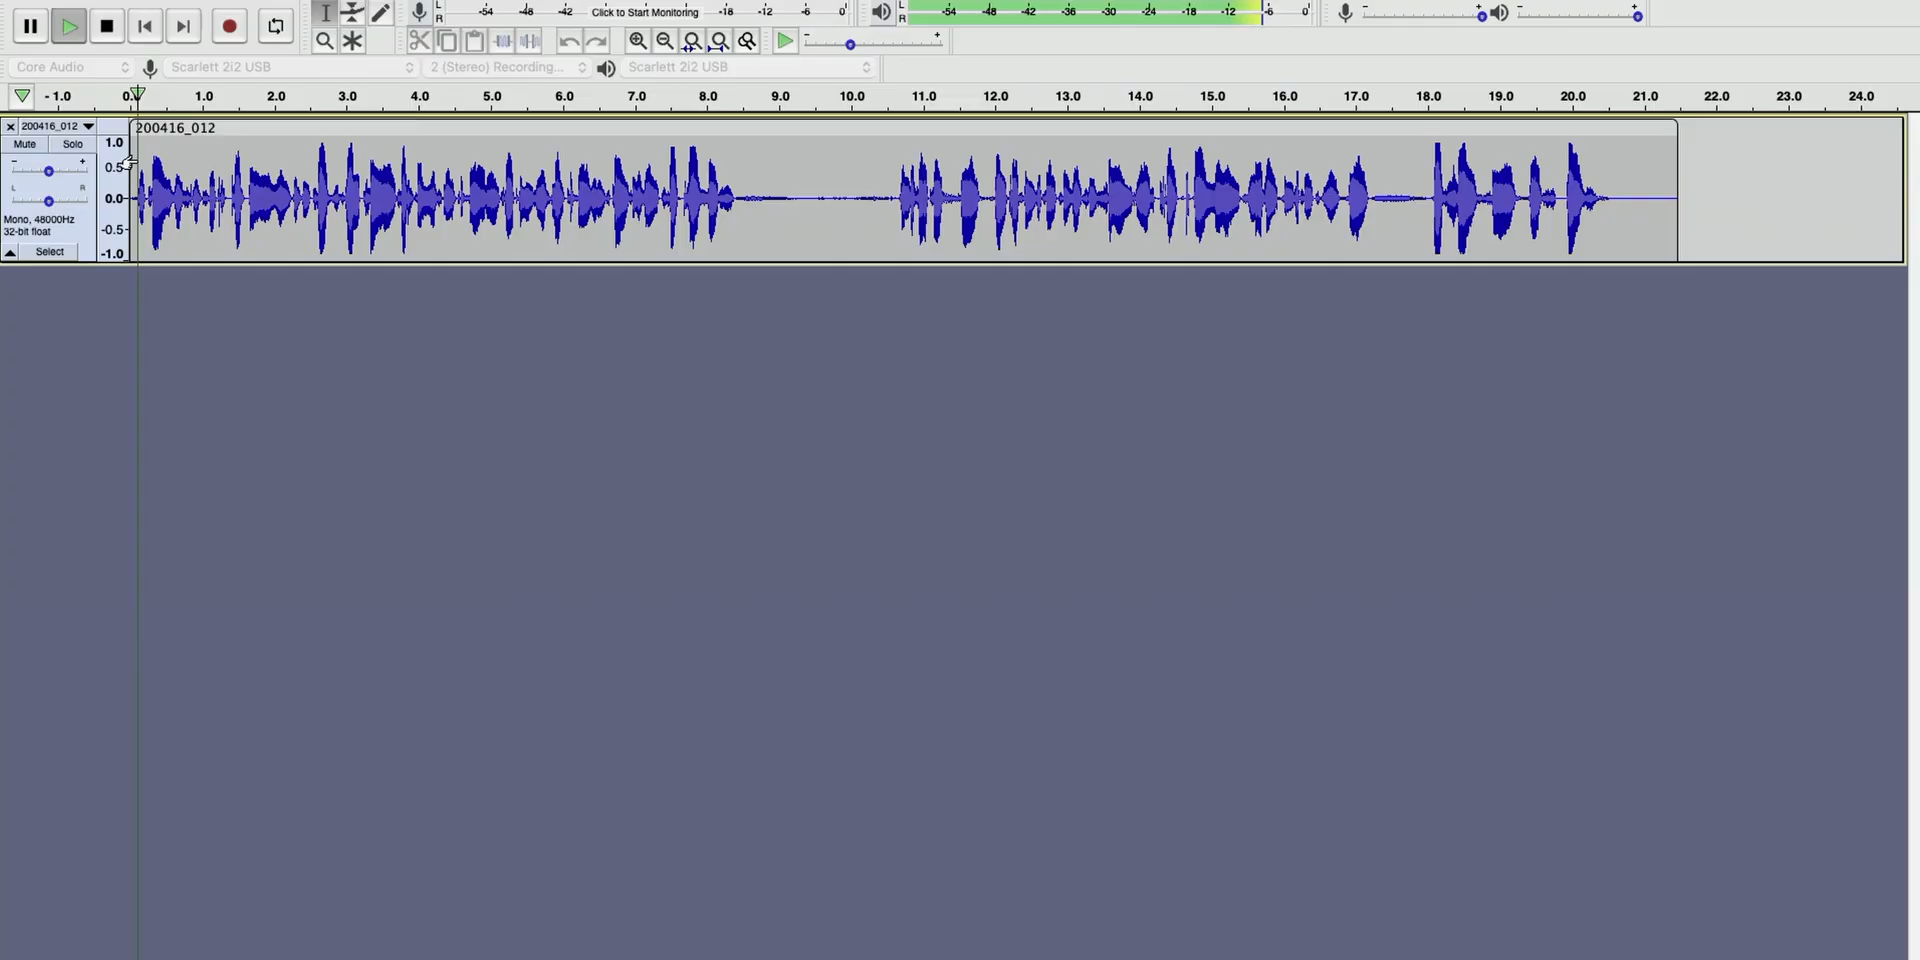 L
R
-54 -48 -42 Click to Start Monitoring -18 -12 -6 0
L
R
-54 -48 -42 -36 -30 -24 -18 -12 -6 0
Core Audio Scarlett 2i2 USB 2 (Stereo) Recording... Scarlett 2i2 USB
-1.0 0.0 1.0 2.0 3.0 4.0 5.0 6.0 7.0 8.0 9.0 10.0 11.0 12.0 13.0 14.0 15.0 16.0 17.0 18.0 19.0 20.0 21.0 22.0 23.0 24.0
200416_012
200416_012
Mute Solo
- +
L R
Mono, 48000Hz
32-bit float
Select
1.0
0.5
0.0
-0.5
-1.0